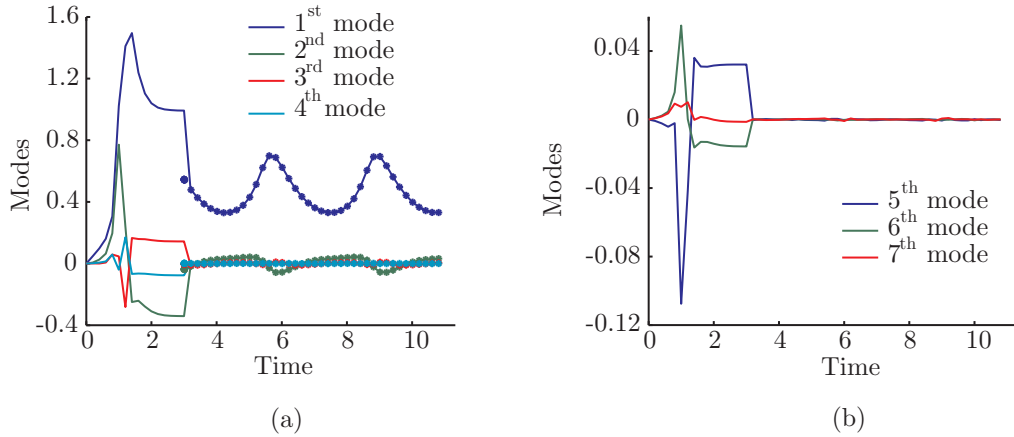 1.6
1.2
0.8
0.4
0
-0.4
Modes
0 2 4 6 8 10
Time
1st mode
2nd mode
3rd mode
4th mode
(a)
0.04
0
-0.04
-0.08
-0.12
Modes
0 2 4 6 8 10
Time
5th mode
6th mode
7th mode
(b)